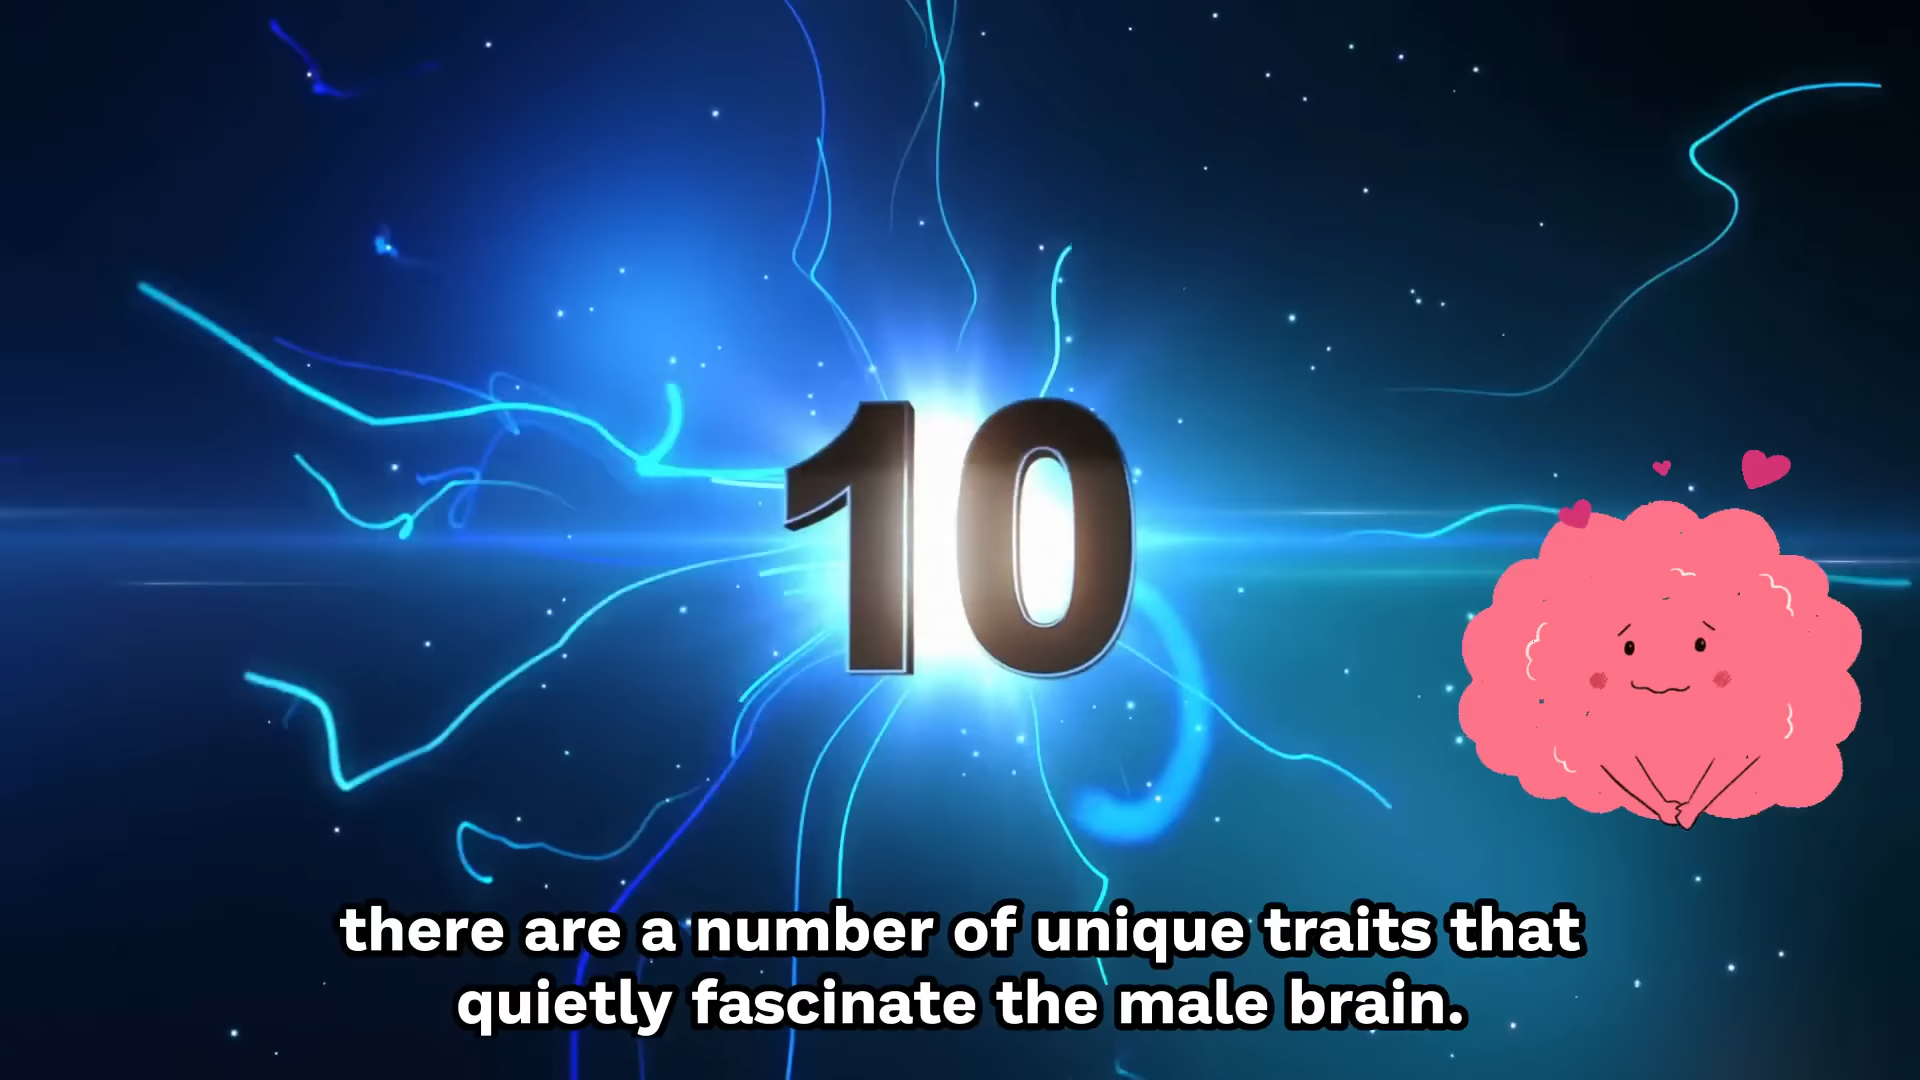 10
there are a number of unique traits that
quietly fascinate the male brain.